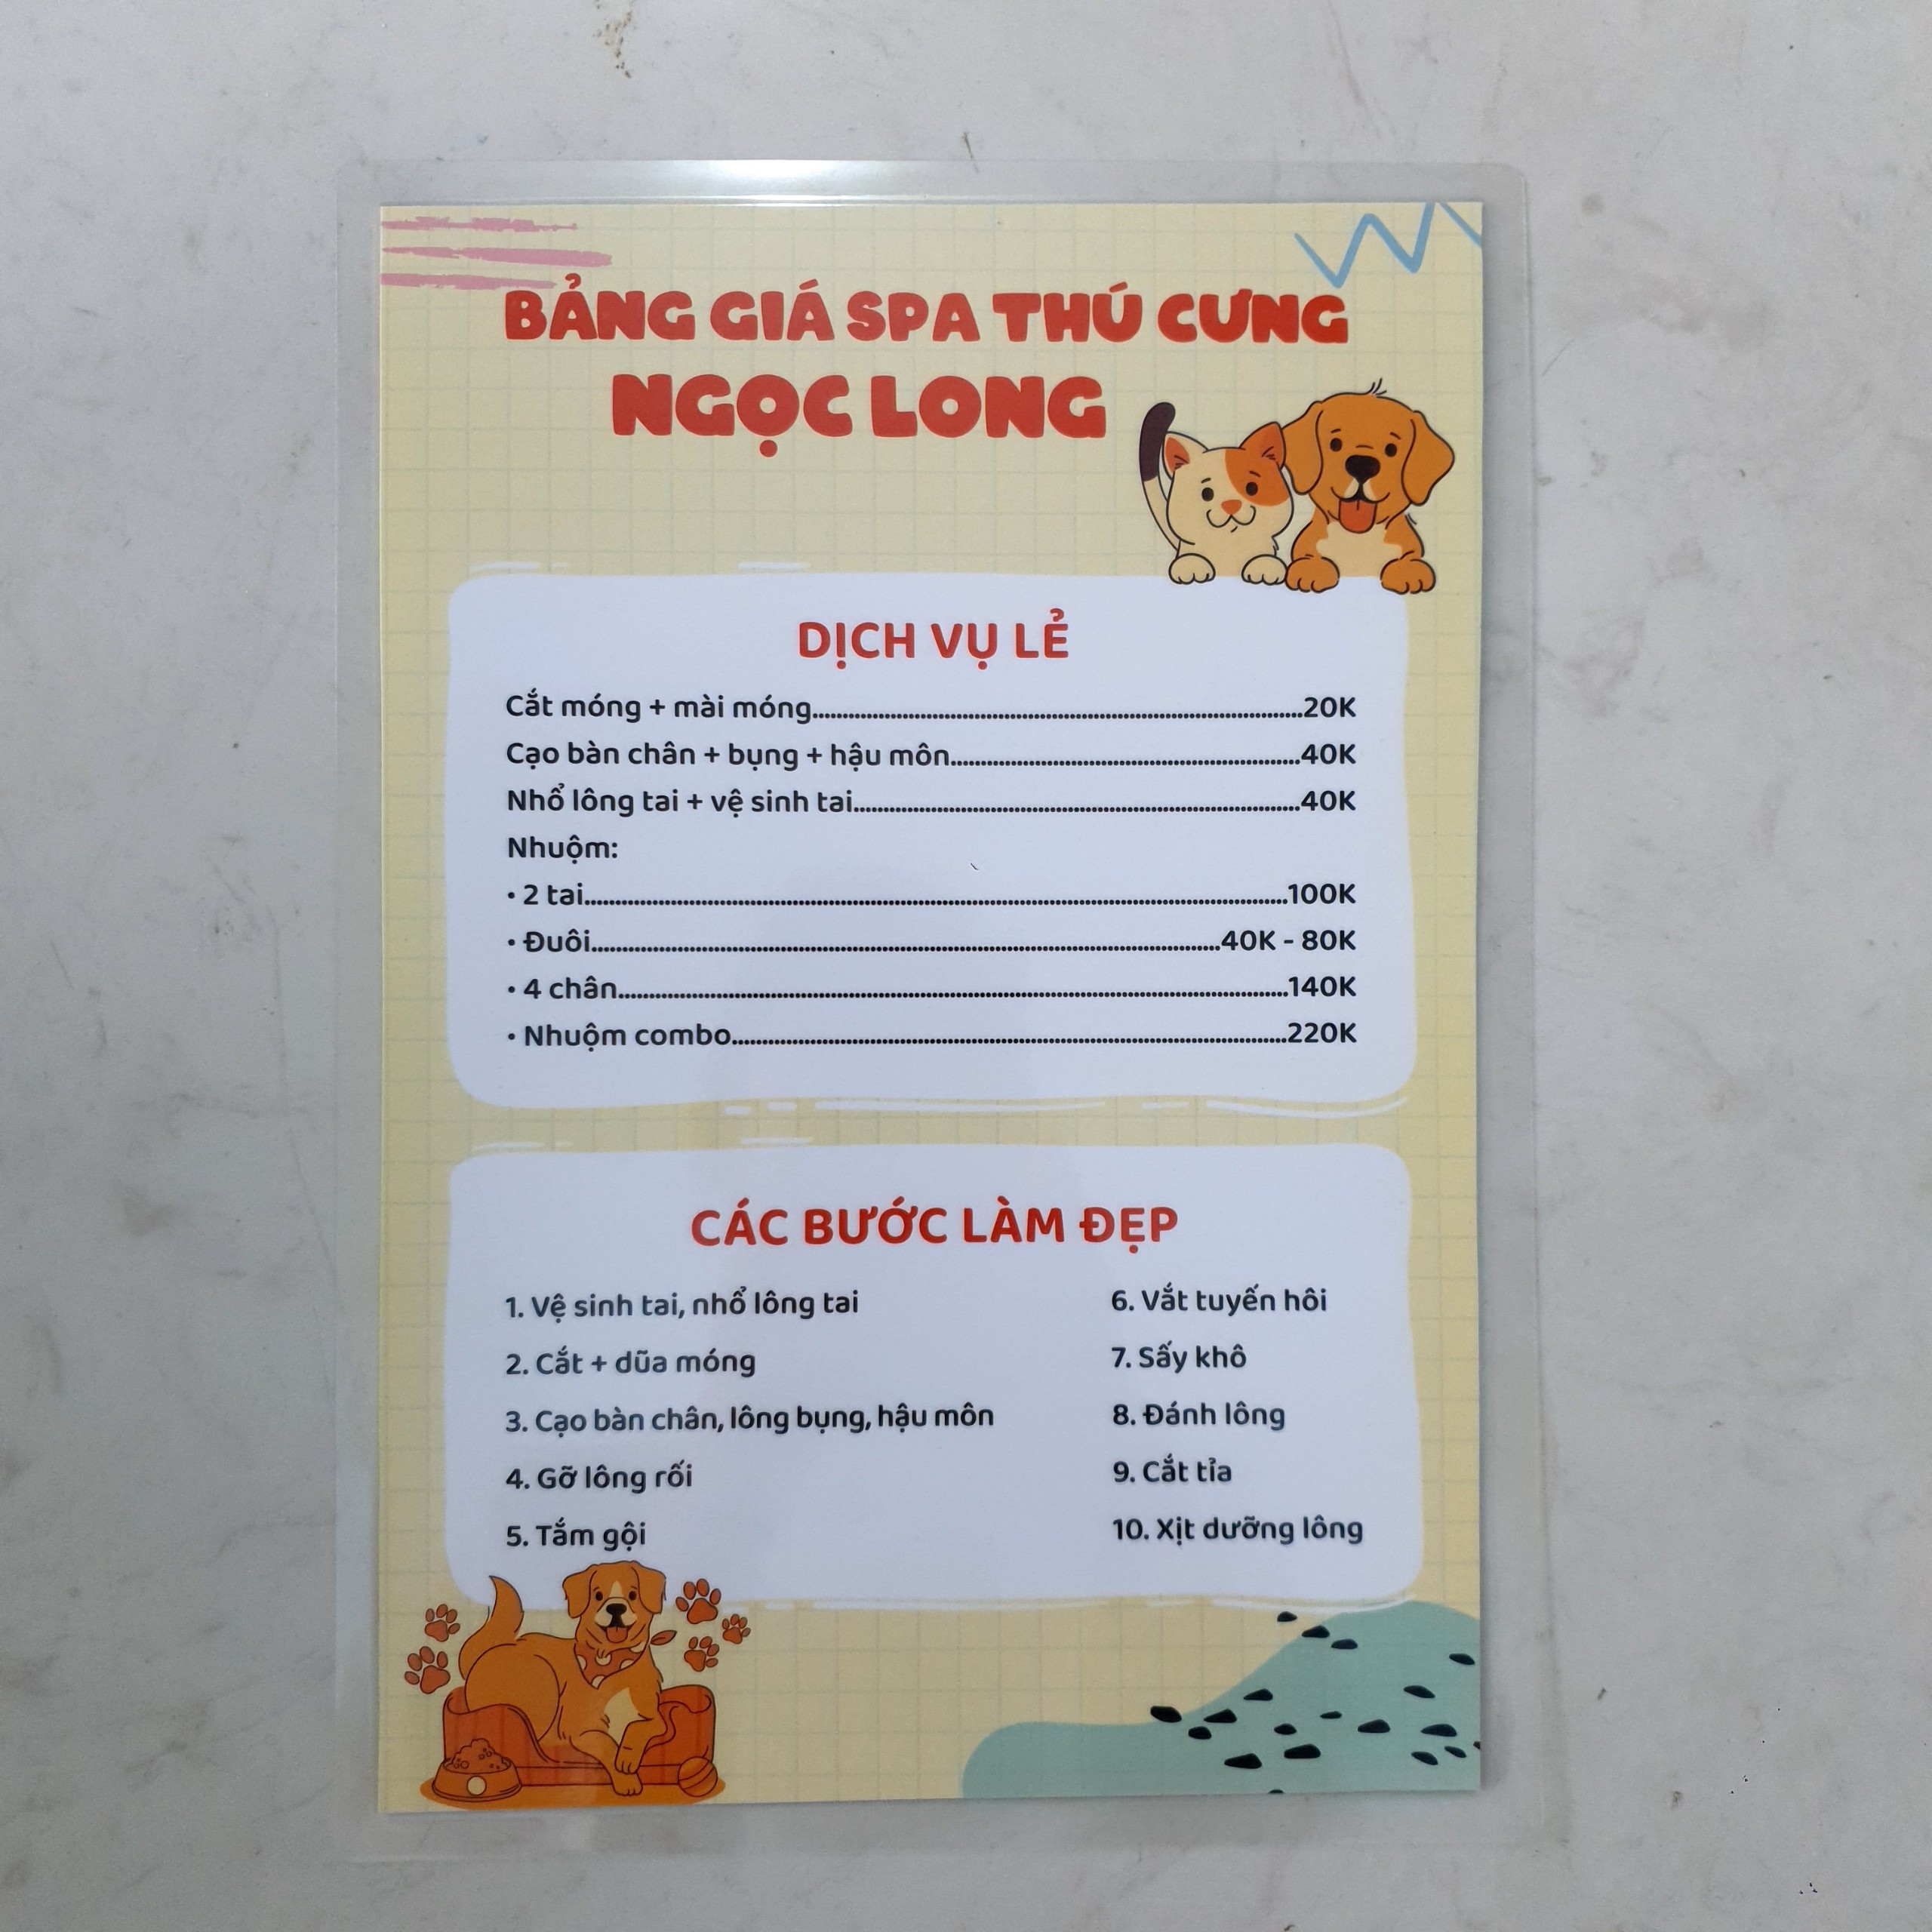 BẢNG GIÁ SPA THÚ CƯNG
NGỌC LONG
DỊCH VỤ LẺ
Cắt móng + mài móng....................20K
Cạo bàn chân + bụng + hậu môn....................40K
Nhổ lông tai + vệ sinh tai....................40K
Nhuộm:
• 2 tai....................100K
• Đuôi....................40K - 80K
• 4 chân....................140K
• Nhuộm combo....................220K
CÁC BƯỚC LÀM ĐẸP
1. Vệ sinh tai, nhổ lông tai
2. Cắt + dũa móng
3. Cạo bàn chân, lông bụng, hậu môn
4. Gỡ lông rối
5. Tắm gội
6. Vắt tuyến hôi
7. Sấy khô
8. Đánh lông
9. Cắt tỉa
10. Xịt dưỡng lông